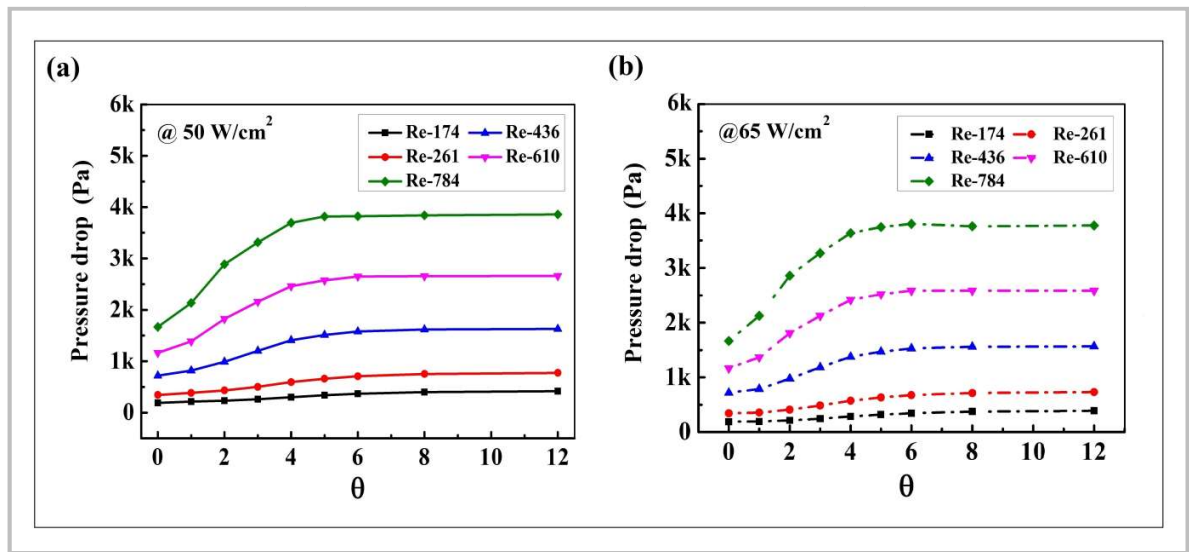 (a)
@ 50 W/cm²
Re-174 Re-436
Re-261 Re-610
Re-784
Pressure drop (Pa)
6k
5k
4k
3k
2k
1k
0
0 2 4 6 8 10 12
θ
(b)
@65 W/cm²
Re-174 Re-261
Re-436 Re-610
Re-784
Pressure drop (Pa)
6k
5k
4k
3k
2k
1k
0
0 2 4 6 8 10 12
θ